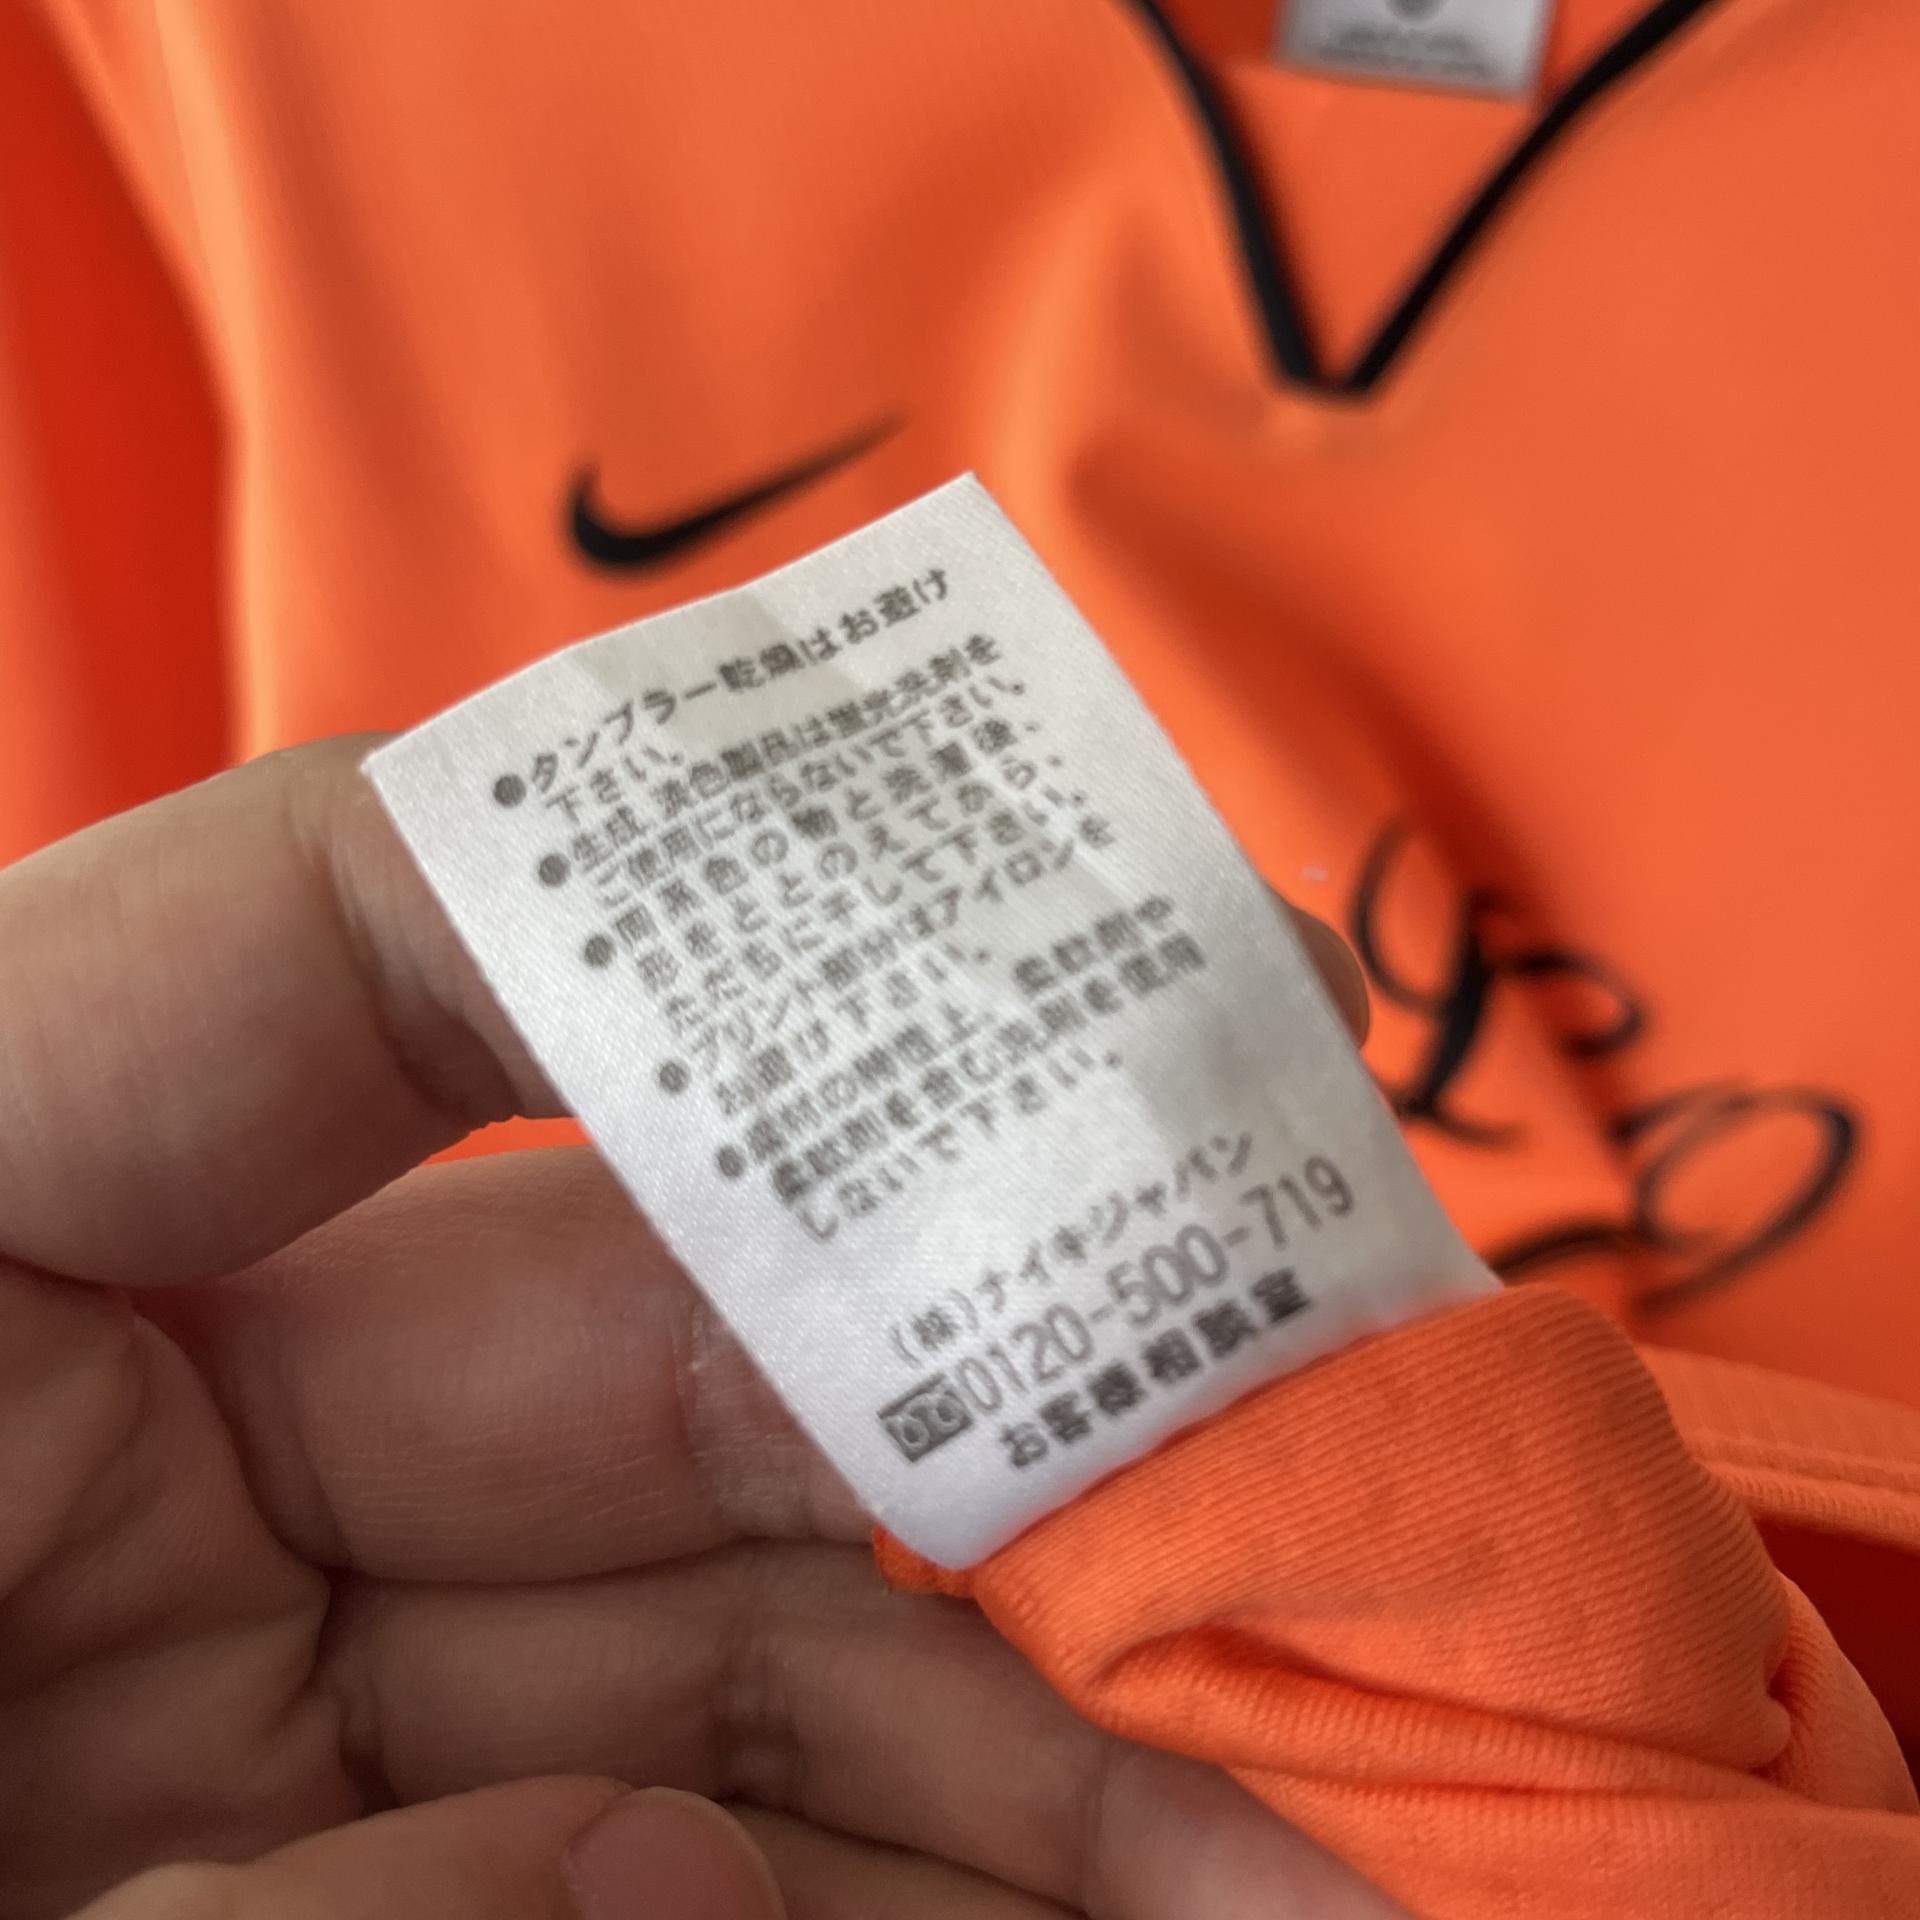 ●タンブラー乾燥はお避け
下さい。
●生成、淡色製品は蛍光洗剤を
ご使用にならないで下さい。
●間異色の物と洗濯後、
形をととのえてから、
ただちに干して下さい。
●プリント部分はアイロンを
お避け下さい。
●素材の特性上、柔軟剤や
柔軟剤を含む洗剤を使用
しないで下さい。
(株)ナイキジャパン
0120-500-719
お客様相談室